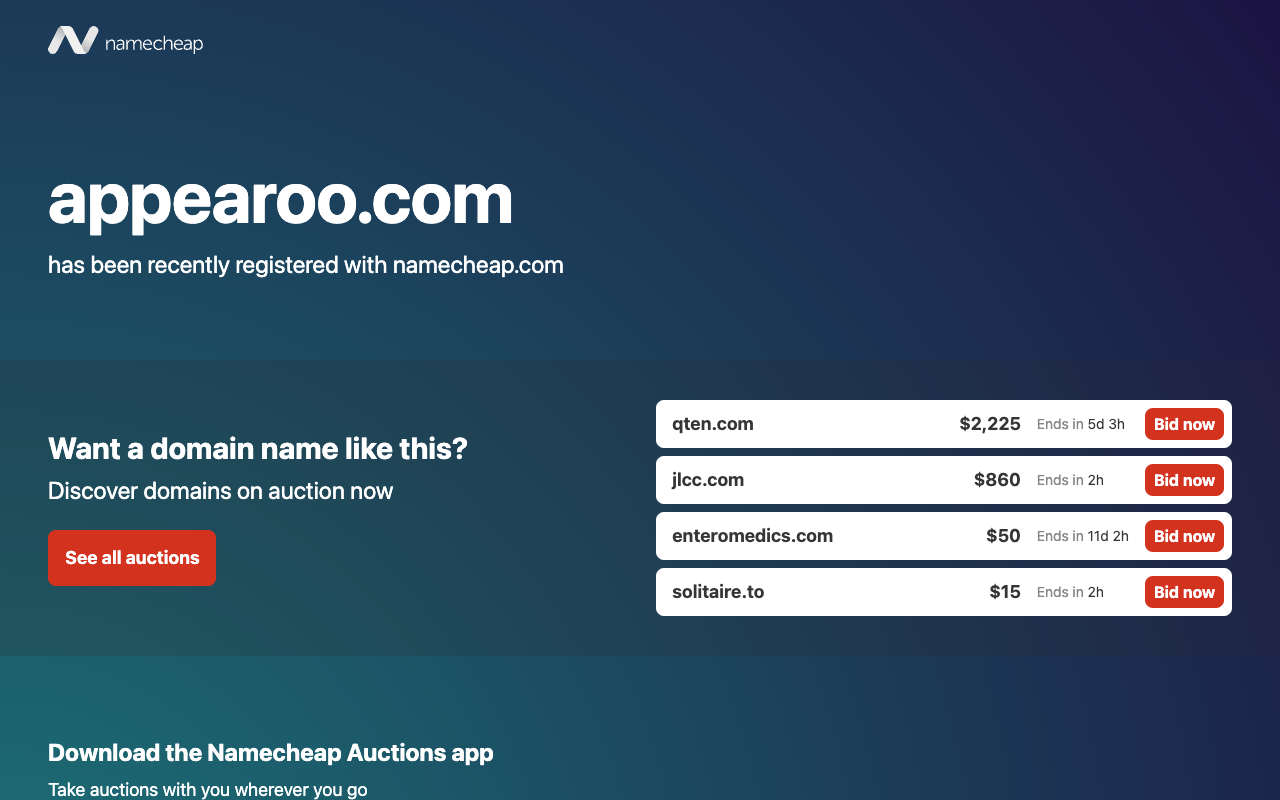 namecheap
appearoo.com
has been recently registered with namecheap.com
Want a domain name like this?
Discover domains on auction now
See all auctions
qten.com $2,225 Ends in 5d 3h Bid now
jlcc.com $860 Ends in 2h Bid now
enteromedics.com $50 Ends in 11d 2h Bid now
solitaire.to $15 Ends in 2h Bid now
Download the Namecheap Auctions app
Take auctions with you wherever you go